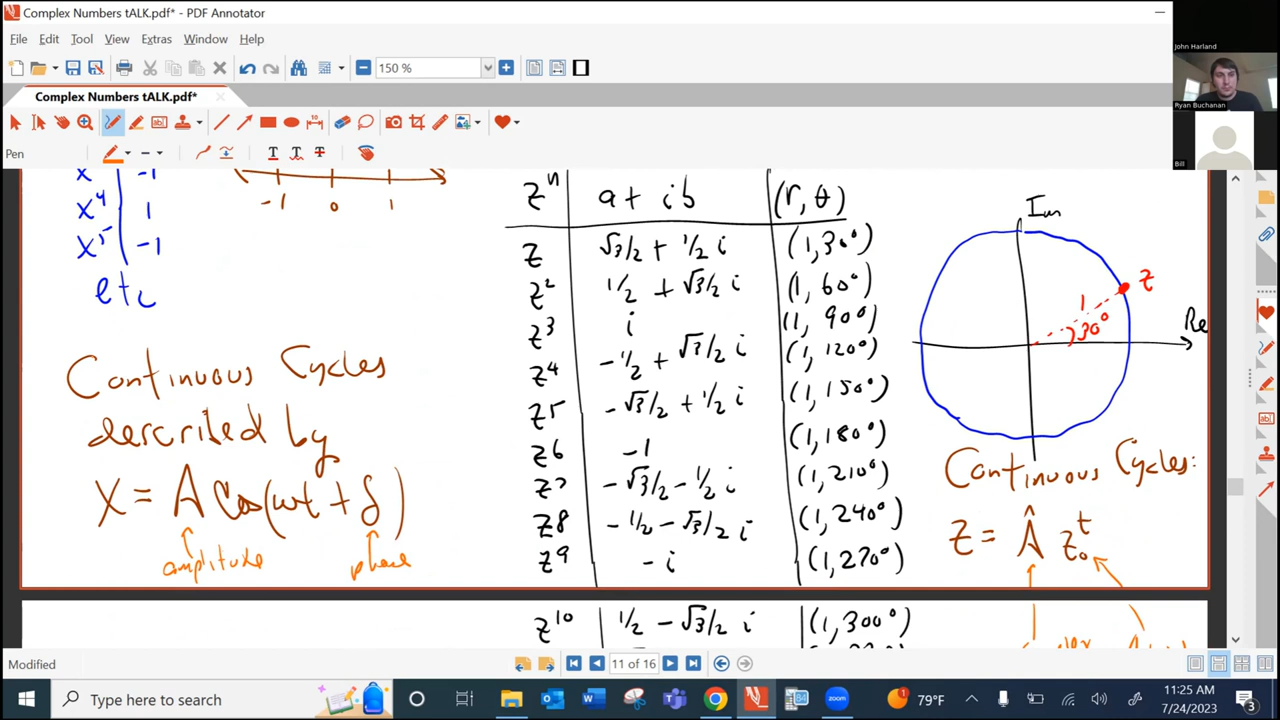 Complex Numbers tALK.pdf* - PDF Annotator
File Edit Tool View Extras Window Help
150 %
Complex Numbers tALK.pdf*
Pen
John Harland
Ryan Buchanan
Bill
x -1
x⁴ 1
x⁵ -1
etc
-1 0 1
Continuous Cycles
described by
X = A Cos(ωt + δ)
amplitude phase
zⁿ a + ib (r, θ)
z √3/2 + 1/2 i (1, 30°)
z² 1/2 + √3/2 i (1, 60°)
z³ i (1, 90°)
z⁴ -1/2 + √3/2 i (1, 120°)
z⁵ -√3/2 + 1/2 i (1, 150°)
z⁶ -1 (1, 180°)
z⁷ -√3/2 - 1/2 i (1, 210°)
z⁸ -1/2 - √3/2 i (1, 240°)
z⁹ -i (1, 270°)
z¹⁰ 1/2 - √3/2 i (1, 300°)
Im
z
1
30°
Re
Continuous Cycles:
z = Â z₀ᵗ
Modified
11 of 16
Type here to search
79°F
11:25 AM
7/24/2023
3